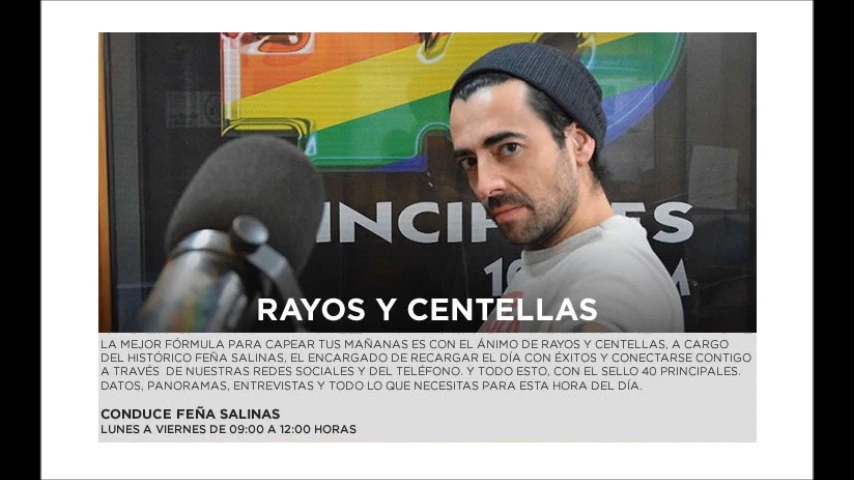 RAYOS Y CENTELLAS
LA MEJOR FÓRMULA PARA CAPEAR TUS MAÑANAS ES CON EL ÁNIMO DE RAYOS Y CENTELLAS, A CARGO
DEL HISTÓRICO FEÑA SALINAS, EL ENCARGADO DE RECARGAR EL DÍA CON ÉXITOS Y CONECTARSE CONTIGO
A TRAVÉS DE NUESTRAS REDES SOCIALES Y DEL TELÉFONO. Y TODO ESTO, CON EL SELLO 40 PRINCIPALES.
DATOS, PANORAMAS, ENTREVISTAS Y TODO LO QUE NECESITAS PARA ESTA HORA DEL DÍA.
CONDUCE FEÑA SALINAS
LUNES A VIERNES DE 09:00 A 12:00 HORAS